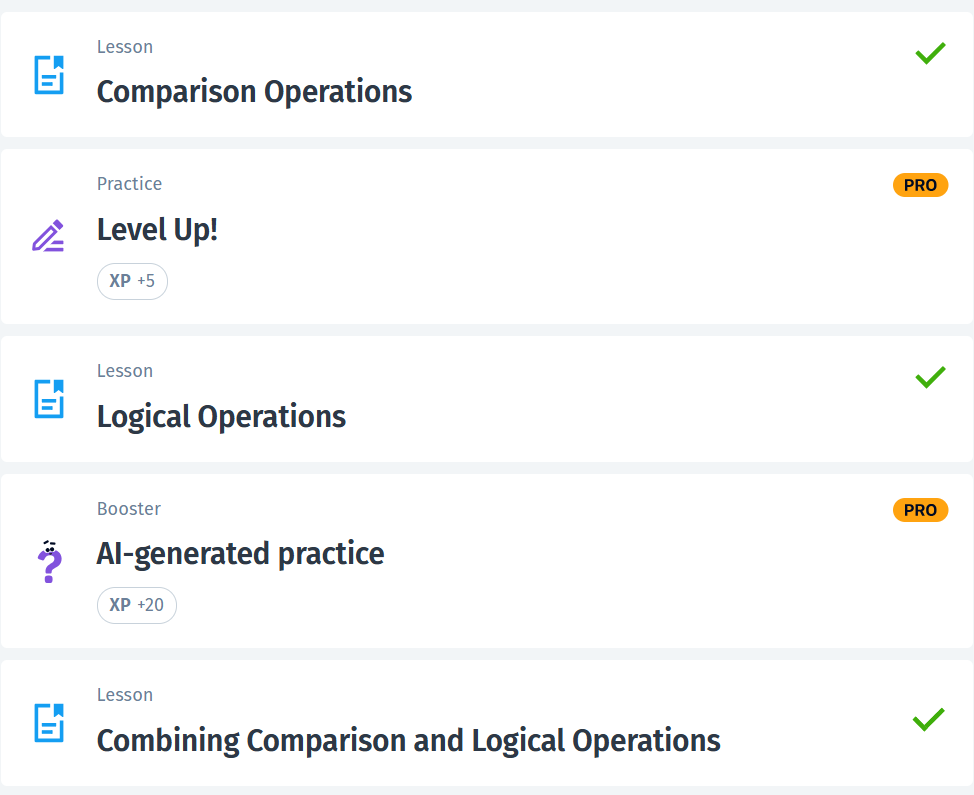 Lesson
Comparison Operations
Practice
PRO
Level Up!
XP +5
Lesson
Logical Operations
Booster
PRO
AI-generated practice
XP +20
Lesson
Combining Comparison and Logical Operations